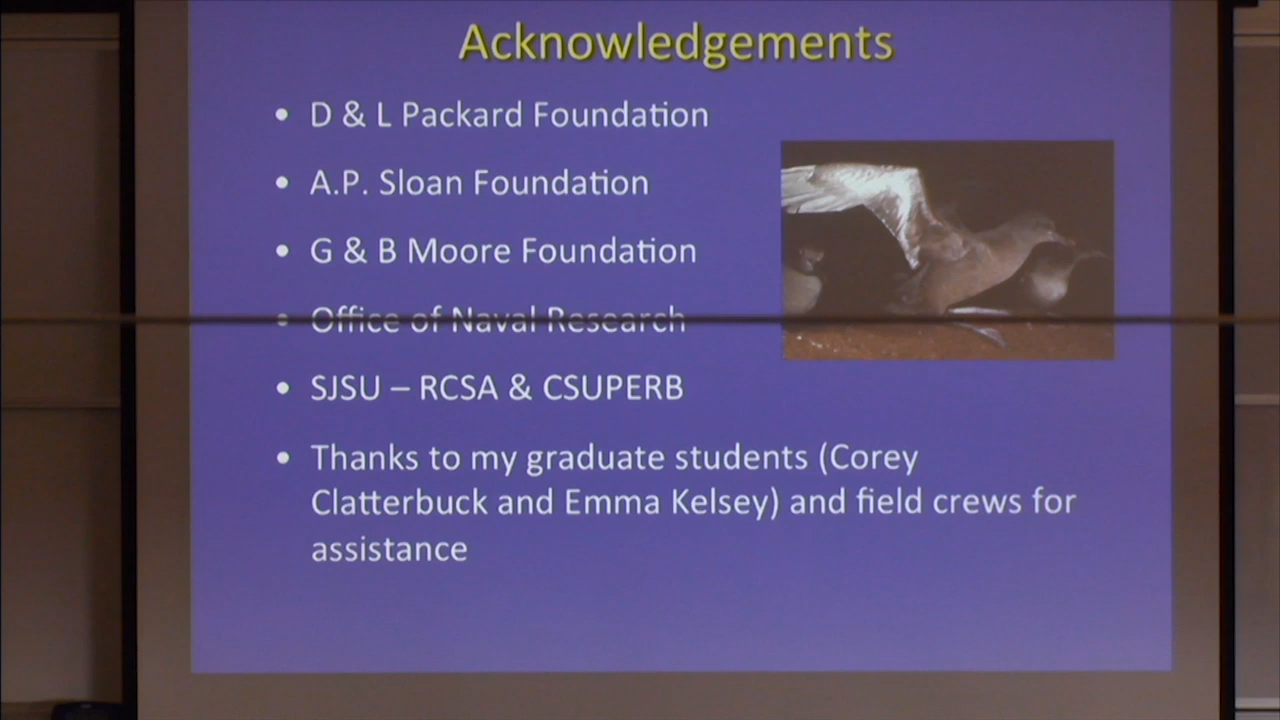 Acknowledgements
• D & L Packard Foundation
• A.P. Sloan Foundation
• G & B Moore Foundation
• Office of Naval Research
• SJSU – RCSA & CSUPERB
• Thanks to my graduate students (Corey
Clatterbuck and Emma Kelsey) and field crews for
assistance